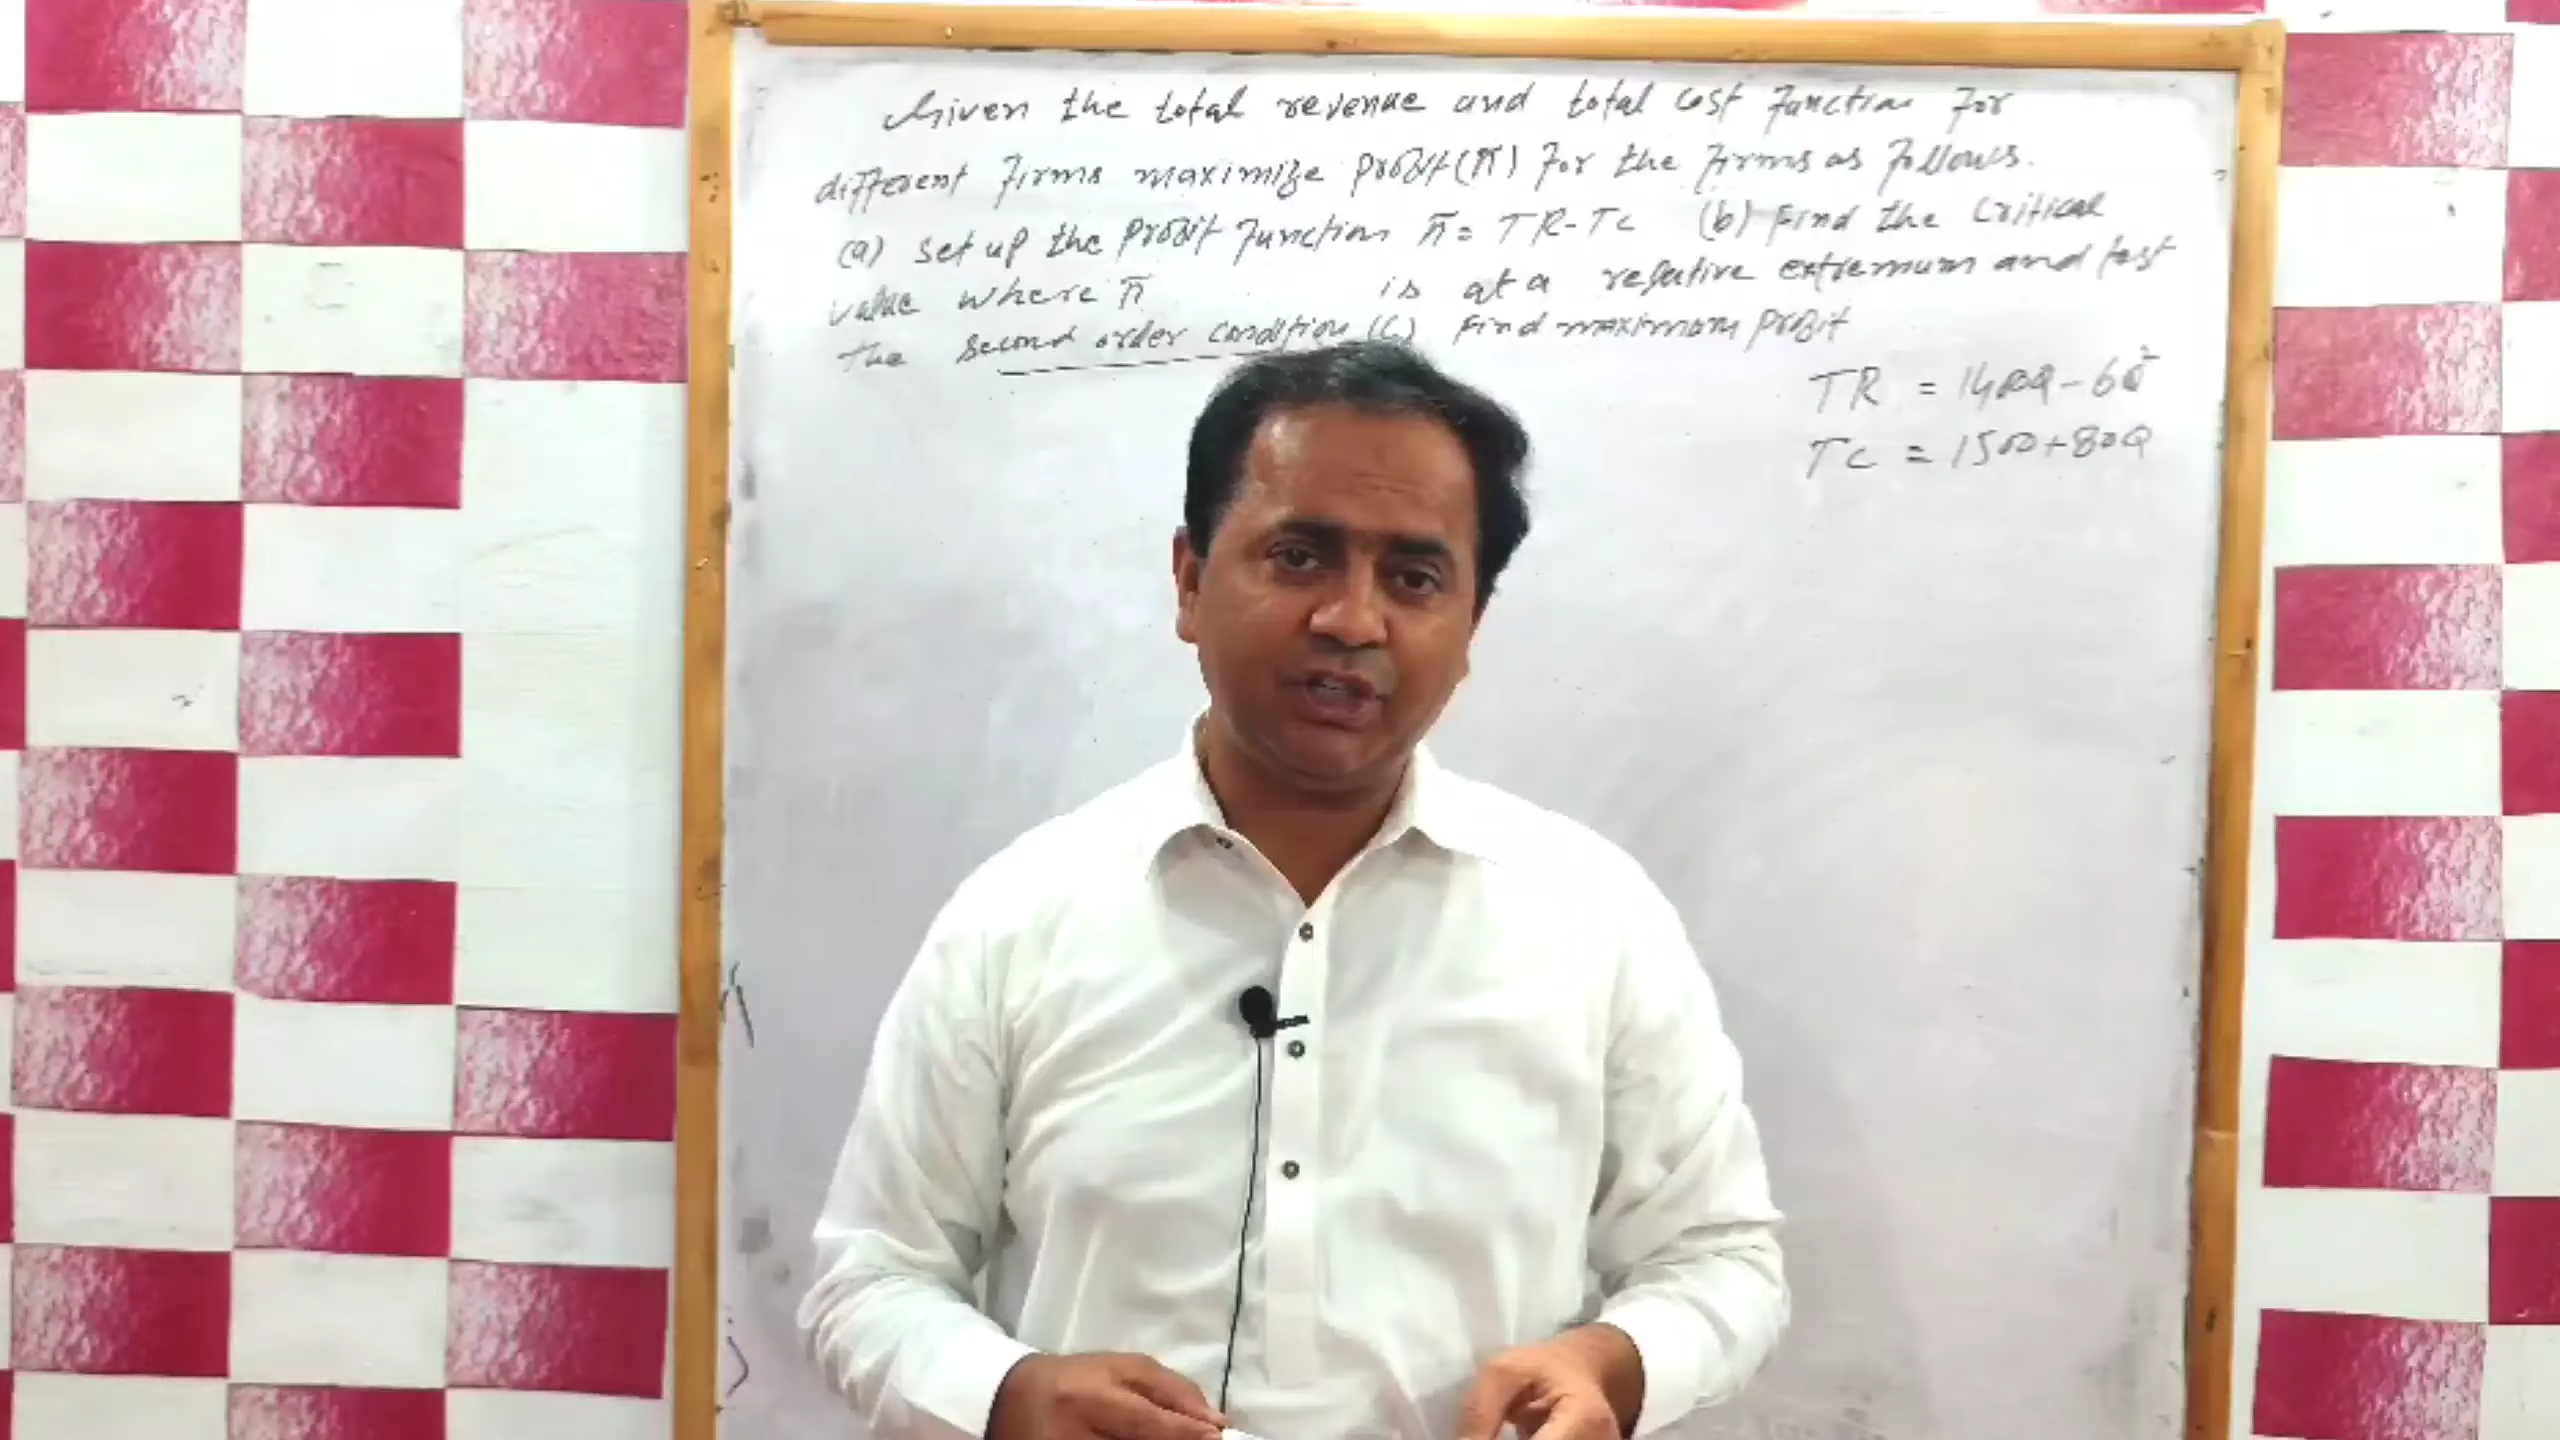 Given the total revenue and total cost function for
different firms maximize profit (π) for the firms as follows.
(a) set up the profit function π = TR-TC (b) Find the critical
value where π is at a relative extremum and test
The second order condition (c) Find maximum profit
TR = 1400Q - 6Q²
TC = 1500+80Q